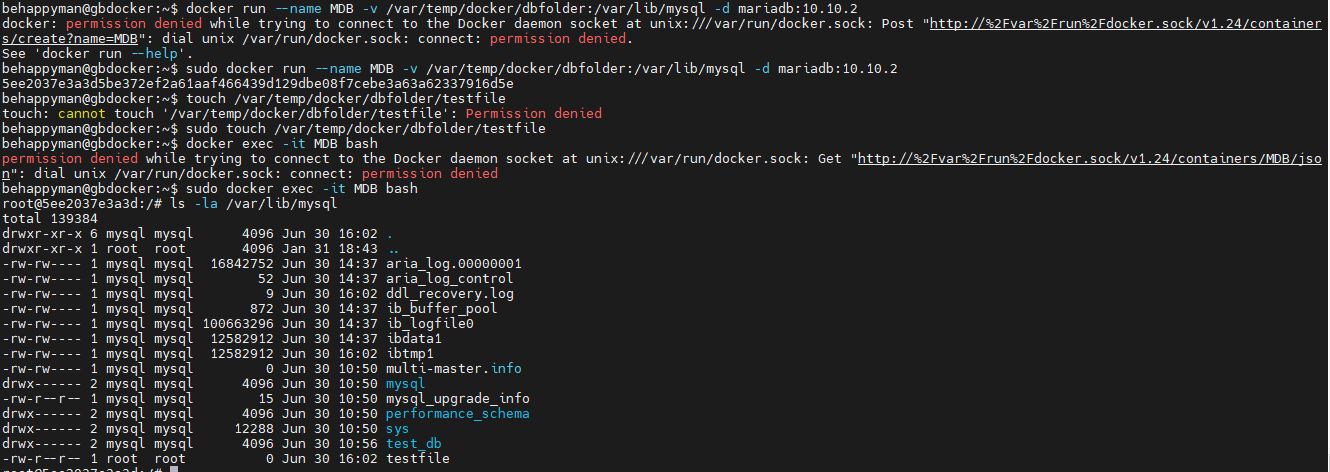 behappyman@gbdocker:~$ docker run --name MDB -v /var/temp/docker/dbfolder:/var/lib/mysql -d mariadb:10.10.2
docker: permission denied while trying to connect to the Docker daemon socket at unix:///var/run/docker.sock: Post "http://%2Fvar%2Frun%2Fdocker.sock/v1.24/container
s/create?name=MDB": dial unix /var/run/docker.sock: connect: permission denied.
See 'docker run --help'.
behappyman@gbdocker:~$ sudo docker run --name MDB -v /var/temp/docker/dbfolder:/var/lib/mysql -d mariadb:10.10.2
5ee2037e3a3d5be372ef2a61aaf466439d129dbe08f7cebe3a63a62337916d5e
behappyman@gbdocker:~$ touch /var/temp/docker/dbfolder/testfile
touch: cannot touch '/var/temp/docker/dbfolder/testfile': Permission denied
behappyman@gbdocker:~$ sudo touch /var/temp/docker/dbfolder/testfile
behappyman@gbdocker:~$ docker exec -it MDB bash
permission denied while trying to connect to the Docker daemon socket at unix:///var/run/docker.sock: Get "http://%2Fvar%2Frun%2Fdocker.sock/v1.24/containers/MDB/jso
n": dial unix /var/run/docker.sock: connect: permission denied
behappyman@gbdocker:~$ sudo docker exec -it MDB bash
root@5ee2037e3a3d:/# ls -la /var/lib/mysql
total 139384
drwxr-xr-x 6 mysql mysql      4096 Jun 30 16:02 .
drwxr-xr-x 1 root  root       4096 Jan 31 18:43 ..
-rw-rw---- 1 mysql mysql  16842752 Jun 30 14:37 aria_log.00000001
-rw-rw---- 1 mysql mysql        52 Jun 30 14:37 aria_log_control
-rw-rw---- 1 mysql mysql         9 Jun 30 16:02 ddl_recovery.log
-rw-rw---- 1 mysql mysql       872 Jun 30 14:37 ib_buffer_pool
-rw-rw---- 1 mysql mysql 100663296 Jun 30 14:37 ib_logfile0
-rw-rw---- 1 mysql mysql  12582912 Jun 30 14:37 ibdata1
-rw-rw---- 1 mysql mysql  12582912 Jun 30 16:02 ibtmp1
-rw-rw---- 1 mysql mysql         0 Jun 30 10:50 multi-master.info
drwx------ 2 mysql mysql      4096 Jun 30 10:50 mysql
-rw-r--r-- 1 mysql mysql        15 Jun 30 10:50 mysql_upgrade_info
drwx------ 2 mysql mysql      4096 Jun 30 10:50 performance_schema
drwx------ 2 mysql mysql     12288 Jun 30 10:50 sys
drwx------ 2 mysql mysql      4096 Jun 30 10:56 test_db
-rw-r--r-- 1 root  root          0 Jun 30 16:02 testfile
root@5ee2037e3a3d:/#